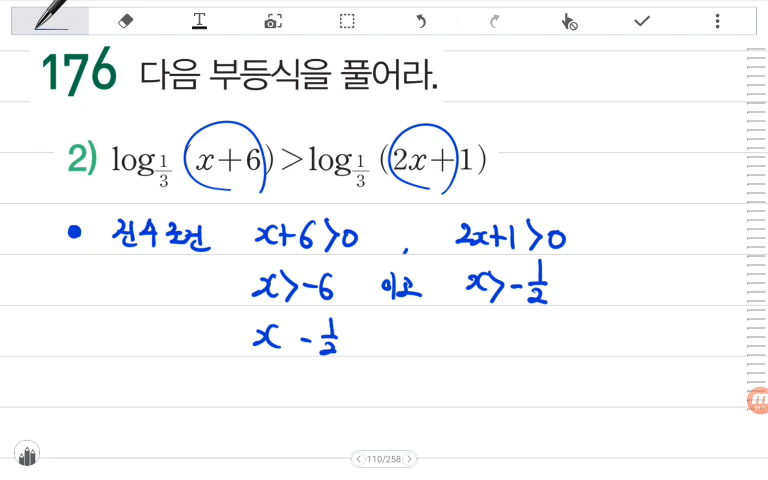 T
176 다음 부등식을 풀어라.
2) log_{1/3} (x+6) > log_{1/3} (2x+1)
• 진수 조건 x+6>0 , 2x+1>0
x>-6 이고 x>-1/2
x -1/2
110/258